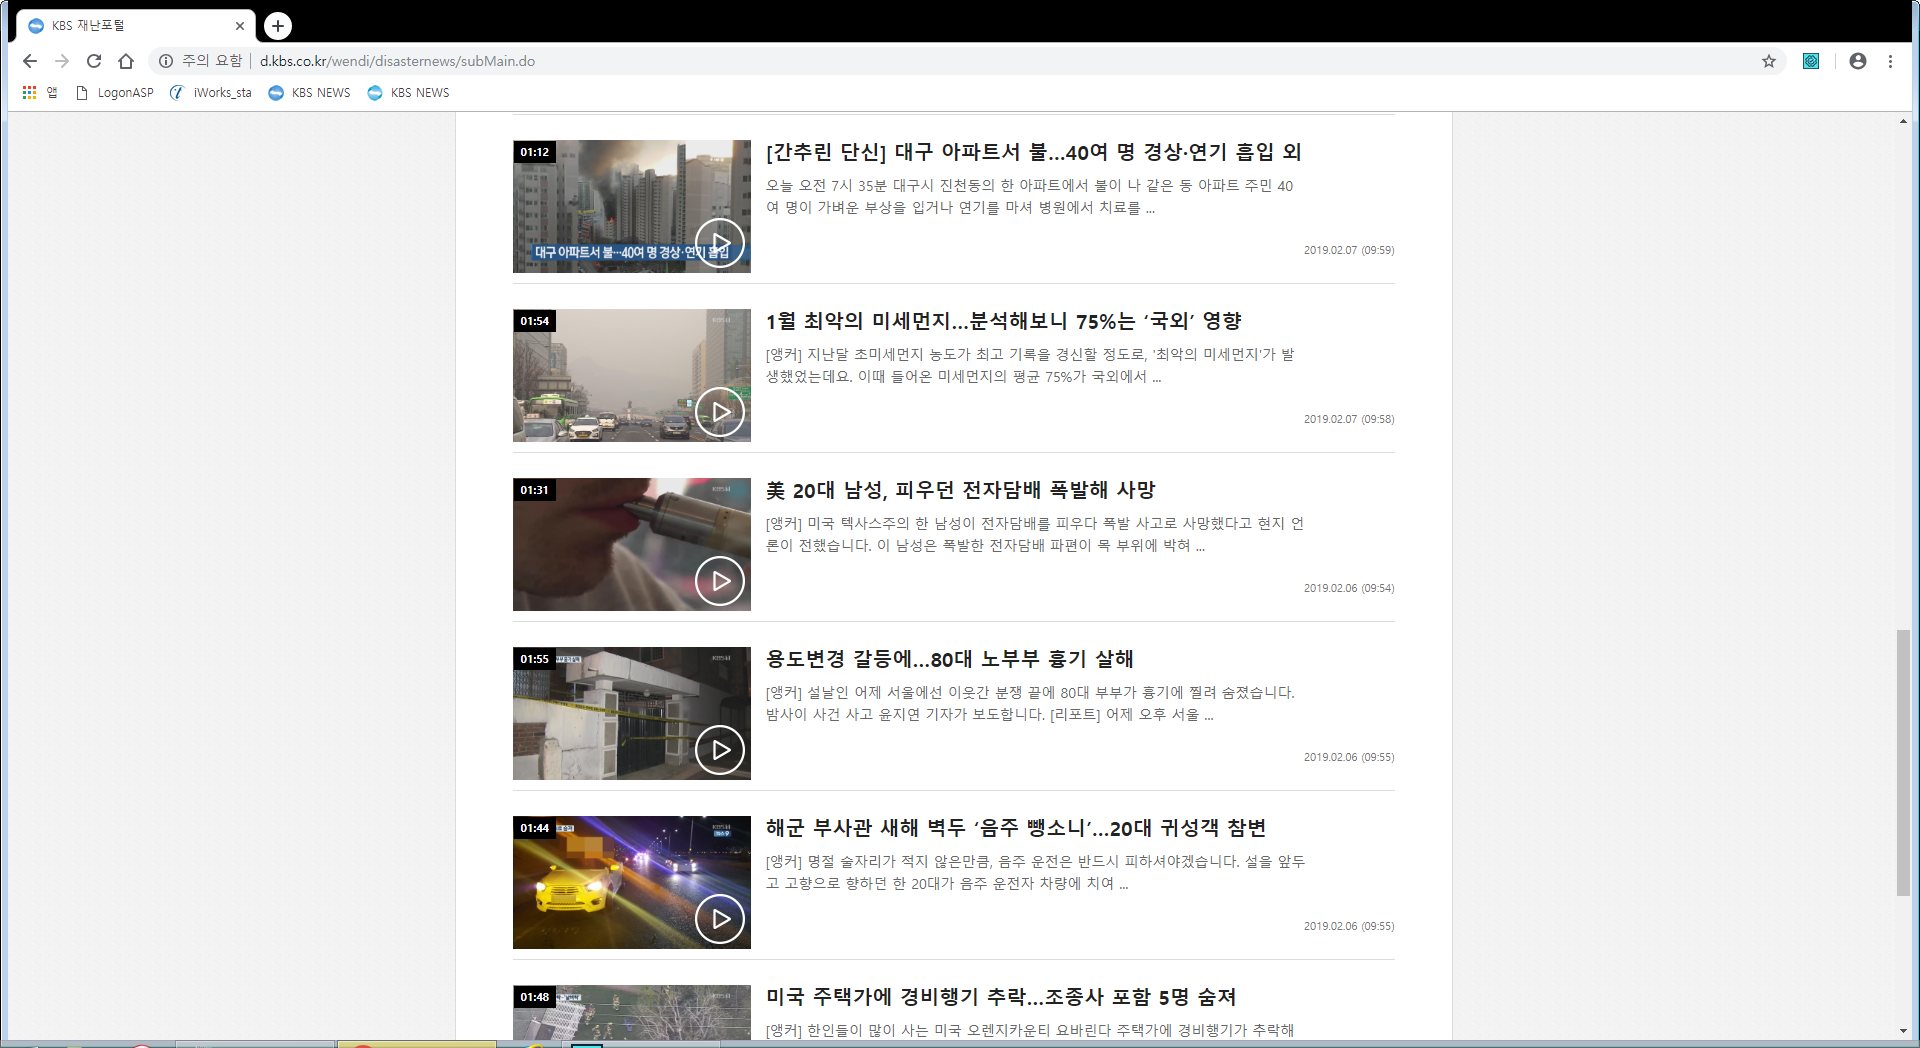 KBS 재난포털
주의 요함 | d.kbs.co.kr/wendi/disasternews/subMain.do
앱 LogonASP iWorks_sta KBS NEWS KBS NEWS
01:12
대구 아파트서 불…40여 명 경상·연기 흡입
[간추린 단신] 대구 아파트서 불…40여 명 경상·연기 흡입 외
오늘 오전 7시 35분 대구시 진천동의 한 아파트에서 불이 나 같은 동 아파트 주민 40
여 명이 가벼운 부상을 입거나 연기를 마셔 병원에서 치료를 ...
2019.02.07 (09:59)
01:54
1월 최악의 미세먼지…분석해보니 75%는 ‘국외’ 영향
[앵커] 지난달 초미세먼지 농도가 최고 기록을 경신할 정도로, '최악의 미세먼지'가 발
생했었는데요. 이때 들어온 미세먼지의 평균 75%가 국외에서 ...
2019.02.07 (09:58)
01:31
美 20대 남성, 피우던 전자담배 폭발해 사망
[앵커] 미국 텍사스주의 한 남성이 전자담배를 피우다 폭발 사고로 사망했다고 현지 언
론이 전했습니다. 이 남성은 폭발한 전자담배 파편이 목 부위에 박혀 ...
2019.02.06 (09:54)
01:55
용도변경 갈등에…80대 노부부 흉기 살해
[앵커] 설날인 어제 서울에선 이웃간 분쟁 끝에 80대 부부가 흉기에 찔려 숨졌습니다.
밤사이 사건 사고 윤지연 기자가 보도합니다. [리포트] 어제 오후 서울 ...
2019.02.06 (09:55)
01:44
해군 부사관 새해 벽두 ‘음주 뺑소니’…20대 귀성객 참변
[앵커] 명절 술자리가 적지 않은만큼, 음주 운전은 반드시 피하셔야겠습니다. 설을 앞두
고 고향으로 향하던 한 20대가 음주 운전자 차량에 치여 ...
2019.02.06 (09:55)
01:48
미국 주택가에 경비행기 추락…조종사 포함 5명 숨져
[앵커] 한인들이 많이 사는 미국 오렌지카운티 요바린다 주택가에 경비행기가 추락해